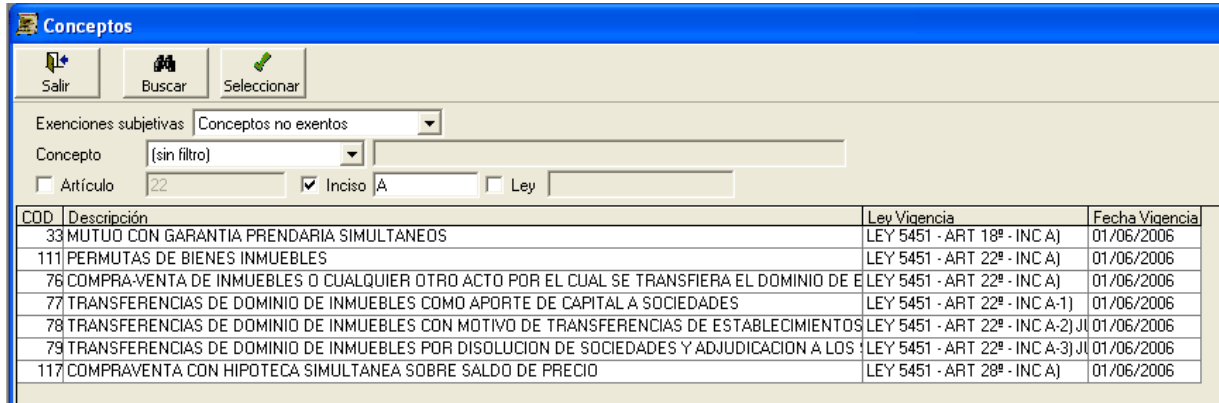 Conceptos
Salir Buscar Seleccionar
Exenciones subjetivas Conceptos no exentos
Concepto (sin filtro)
Artículo 22 Inciso A Ley
COD Descripción Ley Vigencia Fecha Vigencia
33 MUTUO CON GARANTIA PRENDARIA SIMULTANEOS LEY 5451 - ART 18º - INC A) 01/06/2006
111 PERMUTAS DE BIENES INMUEBLES LEY 5451 - ART 22º - INC A) 01/06/2006
76 COMPRA-VENTA DE INMUEBLES O CUALQUIER OTRO ACTO POR EL CUAL SE TRANSFIERA EL DOMINIO DE E LEY 5451 - ART 22º - INC A) 01/06/2006
77 TRANSFERENCIAS DE DOMINIO DE INMUEBLES COMO APORTE DE CAPITAL A SOCIEDADES LEY 5451 - ART 22º - INC A-1) 01/06/2006
78 TRANSFERENCIAS DE DOMINIO DE INMUEBLES CON MOTIVO DE TRANSFERENCIAS DE ESTABLECIMIENTOS LEY 5451 - ART 22º - INC A-2) 01/06/2006
79 TRANSFERENCIAS DE DOMINIO DE INMUEBLES POR DISOLUCION DE SOCIEDADES Y ADJUDICACION A LOS LEY 5451 - ART 22º - INC A-3) 01/06/2006
117 COMPRAVENTA CON HIPOTECA SIMULTANEA SOBRE SALDO DE PRECIO LEY 5451 - ART 28º - INC A) 01/06/2006